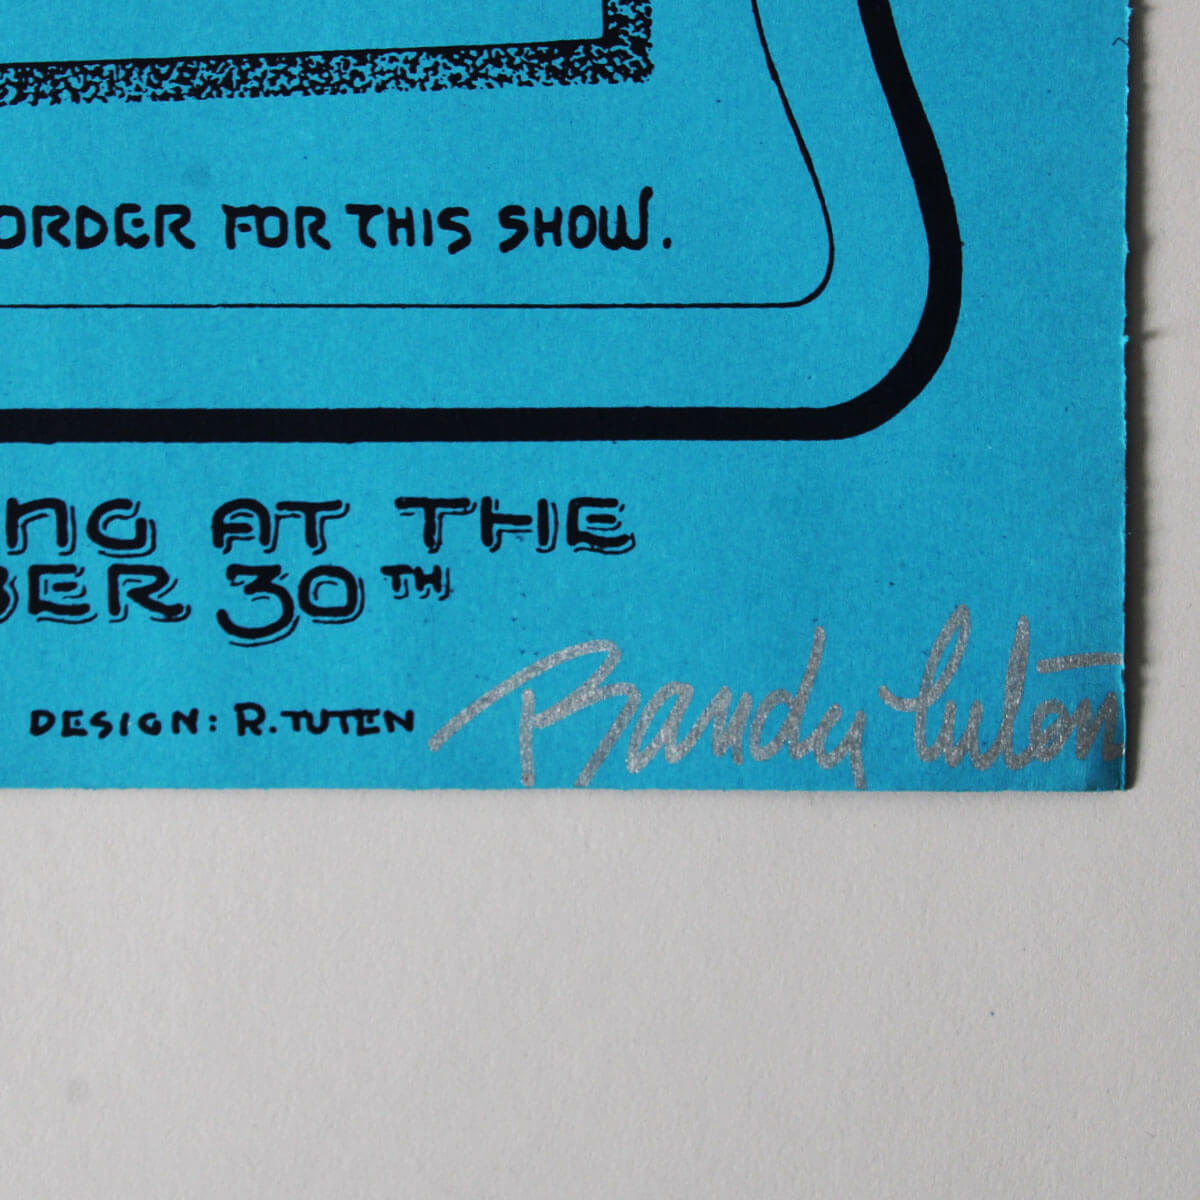 ORDER FOR THIS SHOW.
NG AT THE
BER 30TH
DESIGN: R. TUTEN
Randy Tuten